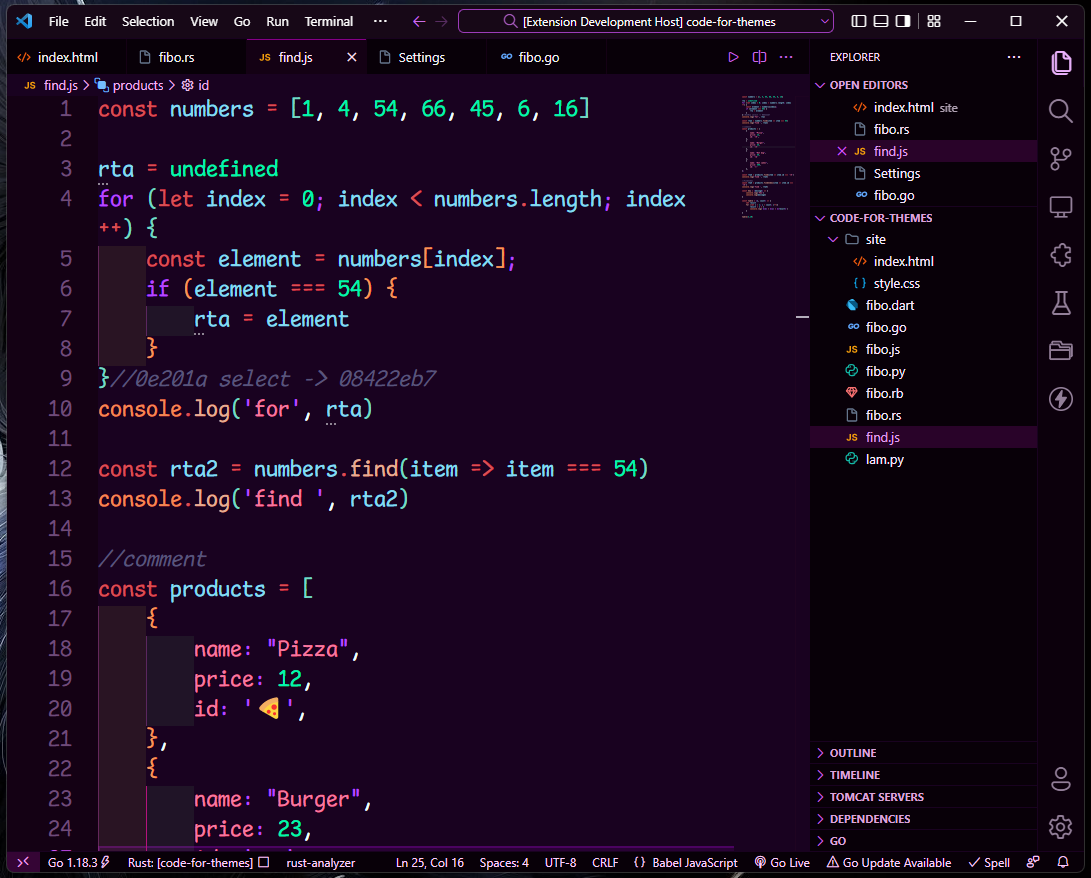 File Edit Selection View Go Run Terminal ··· [Extension Development Host] code-for-themes
index.html fibo.rs JS find.js Settings fibo.go
JS find.js > products > id
1 const numbers = [1, 4, 54, 66, 45, 6, 16]
2
3 rta = undefined
4 for (let index = 0; index < numbers.length; index
++) {
5 const element = numbers[index];
6 if (element === 54) {
7 rta = element
8 }
9 }//0e201a select -> 08422eb7
10 console.log('for', rta)
11
12 const rta2 = numbers.find(item => item === 54)
13 console.log('find ', rta2)
14
15 //comment
16 const products = [
17 {
18 name: "Pizza",
19 price: 12,
20 id: '🍕',
21 },
22 {
23 name: "Burger",
24 price: 23,
EXPLORER
OPEN EDITORS
index.html site
fibo.rs
JS find.js
Settings
fibo.go
CODE-FOR-THEMES
site
index.html
{ } style.css
fibo.dart
fibo.go
JS fibo.js
fibo.py
fibo.rb
fibo.rs
JS find.js
lam.py
OUTLINE
TIMELINE
TOMCAT SERVERS
DEPENDENCIES
GO
Go 1.18.3 Rust: [code-for-themes] rust-analyzer Ln 25, Col 16 Spaces: 4 UTF-8 CRLF { } Babel JavaScript Go Live Go Update Available Spell